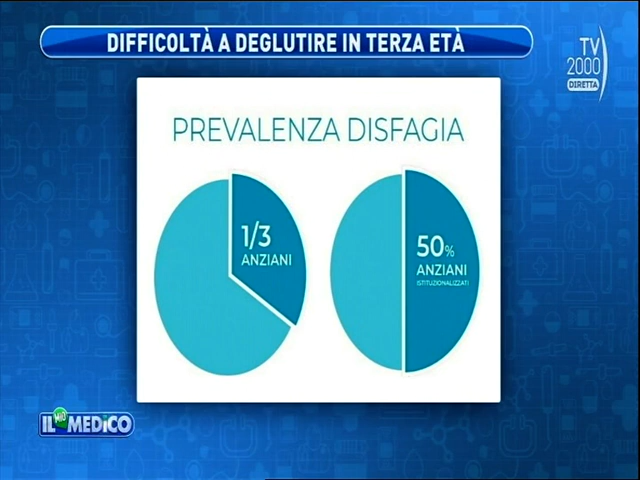 DIFFICOLTÀ A DEGLUTIRE IN TERZA ETÀ
TV
2000
DIRETTA
PREVALENZA DISFAGIA
1/3
ANZIANI
50%
ANZIANI
ISTITUZIONALIZZATI
IL MIO MEDICO